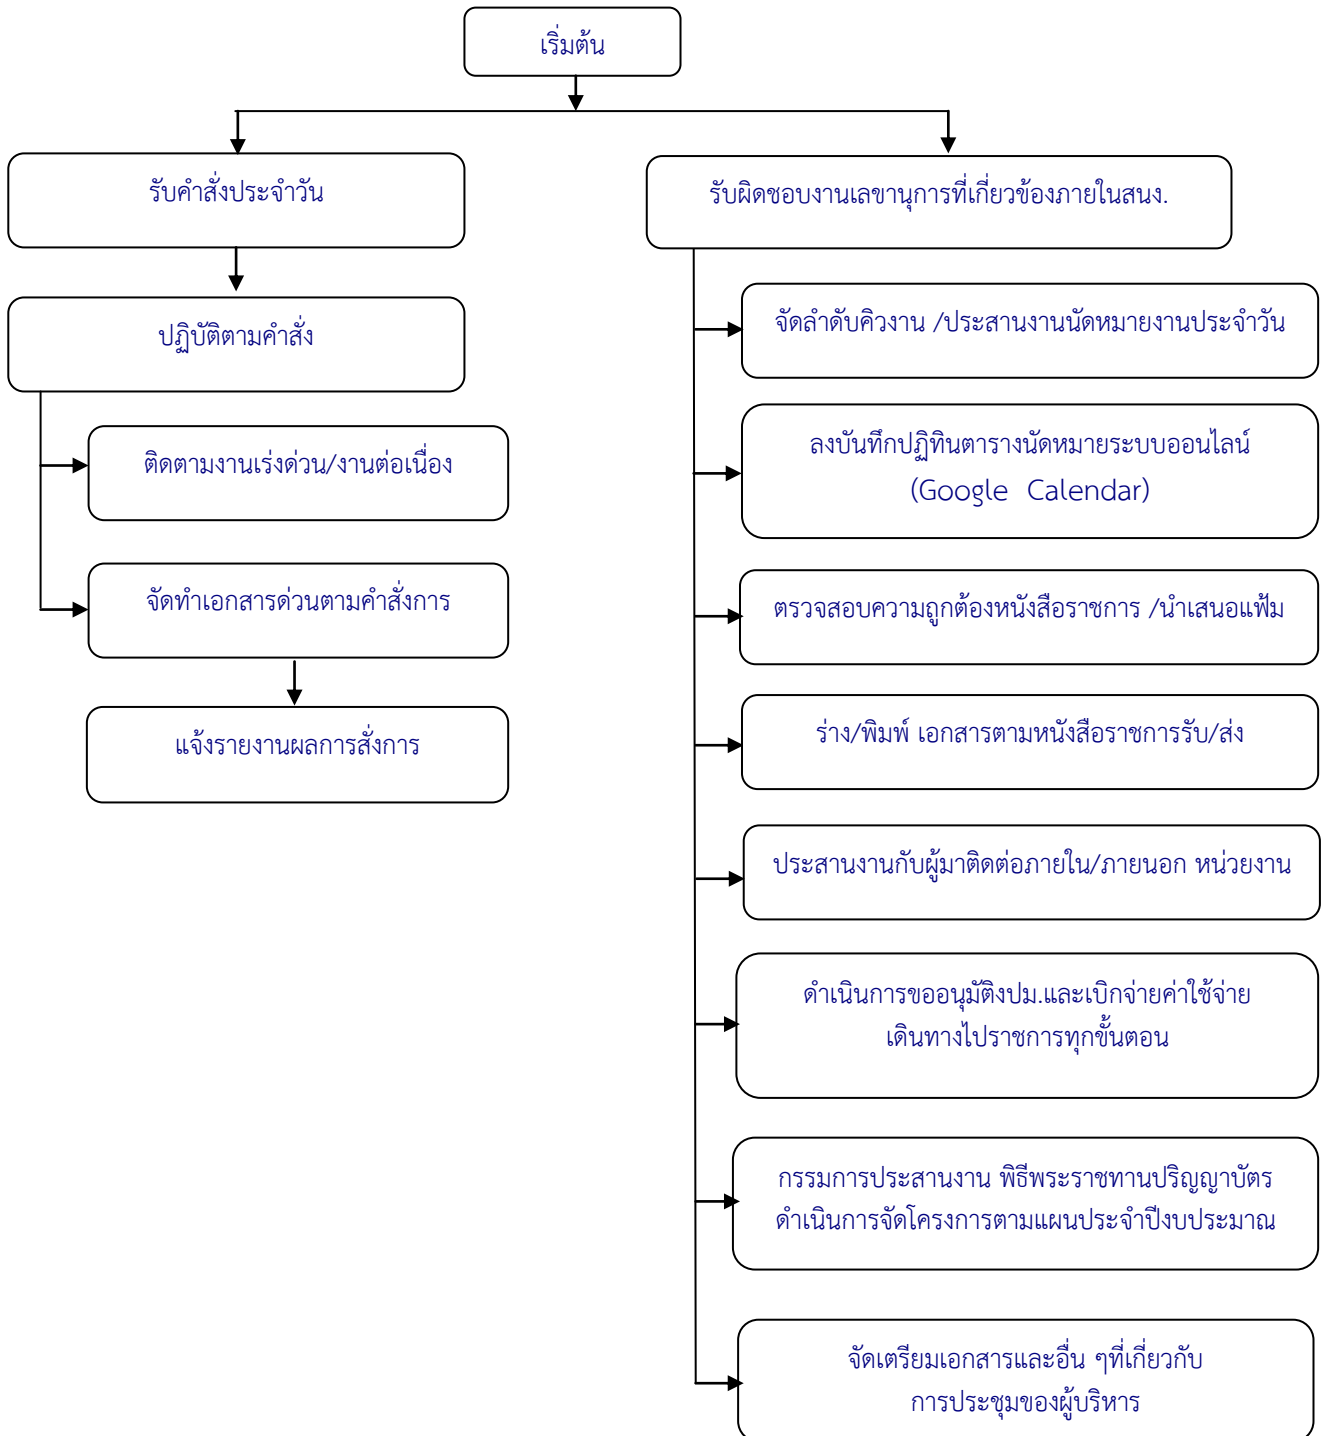 เริ่มต้น
รับคำสั่งประจำวัน
ปฏิบัติตามคำสั่ง
ติดตามงานเร่งด่วน/งานต่อเนื่อง
จัดทำเอกสารด่วนตามคำสั่งการ
แจ้งรายงานผลการสั่งการ
รับผิดชอบงานเลขานุการที่เกี่ยวข้องภายในสนง.
จัดลำดับคิวงาน /ประสานงานนัดหมายงานประจำวัน
ลงบันทึกปฏิทินตารางนัดหมายระบบออนไลน์
(Google Calendar)
ตรวจสอบความถูกต้องหนังสือราชการ /นำเสนอแฟ้ม
ร่าง/พิมพ์ เอกสารตามหนังสือราชการรับ/ส่ง
ประสานงานกับผู้มาติดต่อภายใน/ภายนอก หน่วยงาน
ดำเนินการขออนุมัติงปม.และเบิกจ่ายค่าใช้จ่าย
เดินทางไปราชการทุกขั้นตอน
กรรมการประสานงาน พิธีพระราชทานปริญญาบัตร
ดำเนินการจัดโครงการตามแผนประจำปีงบประมาณ
จัดเตรียมเอกสารและอื่น ๆที่เกี่ยวกับ
การประชุมของผู้บริหาร